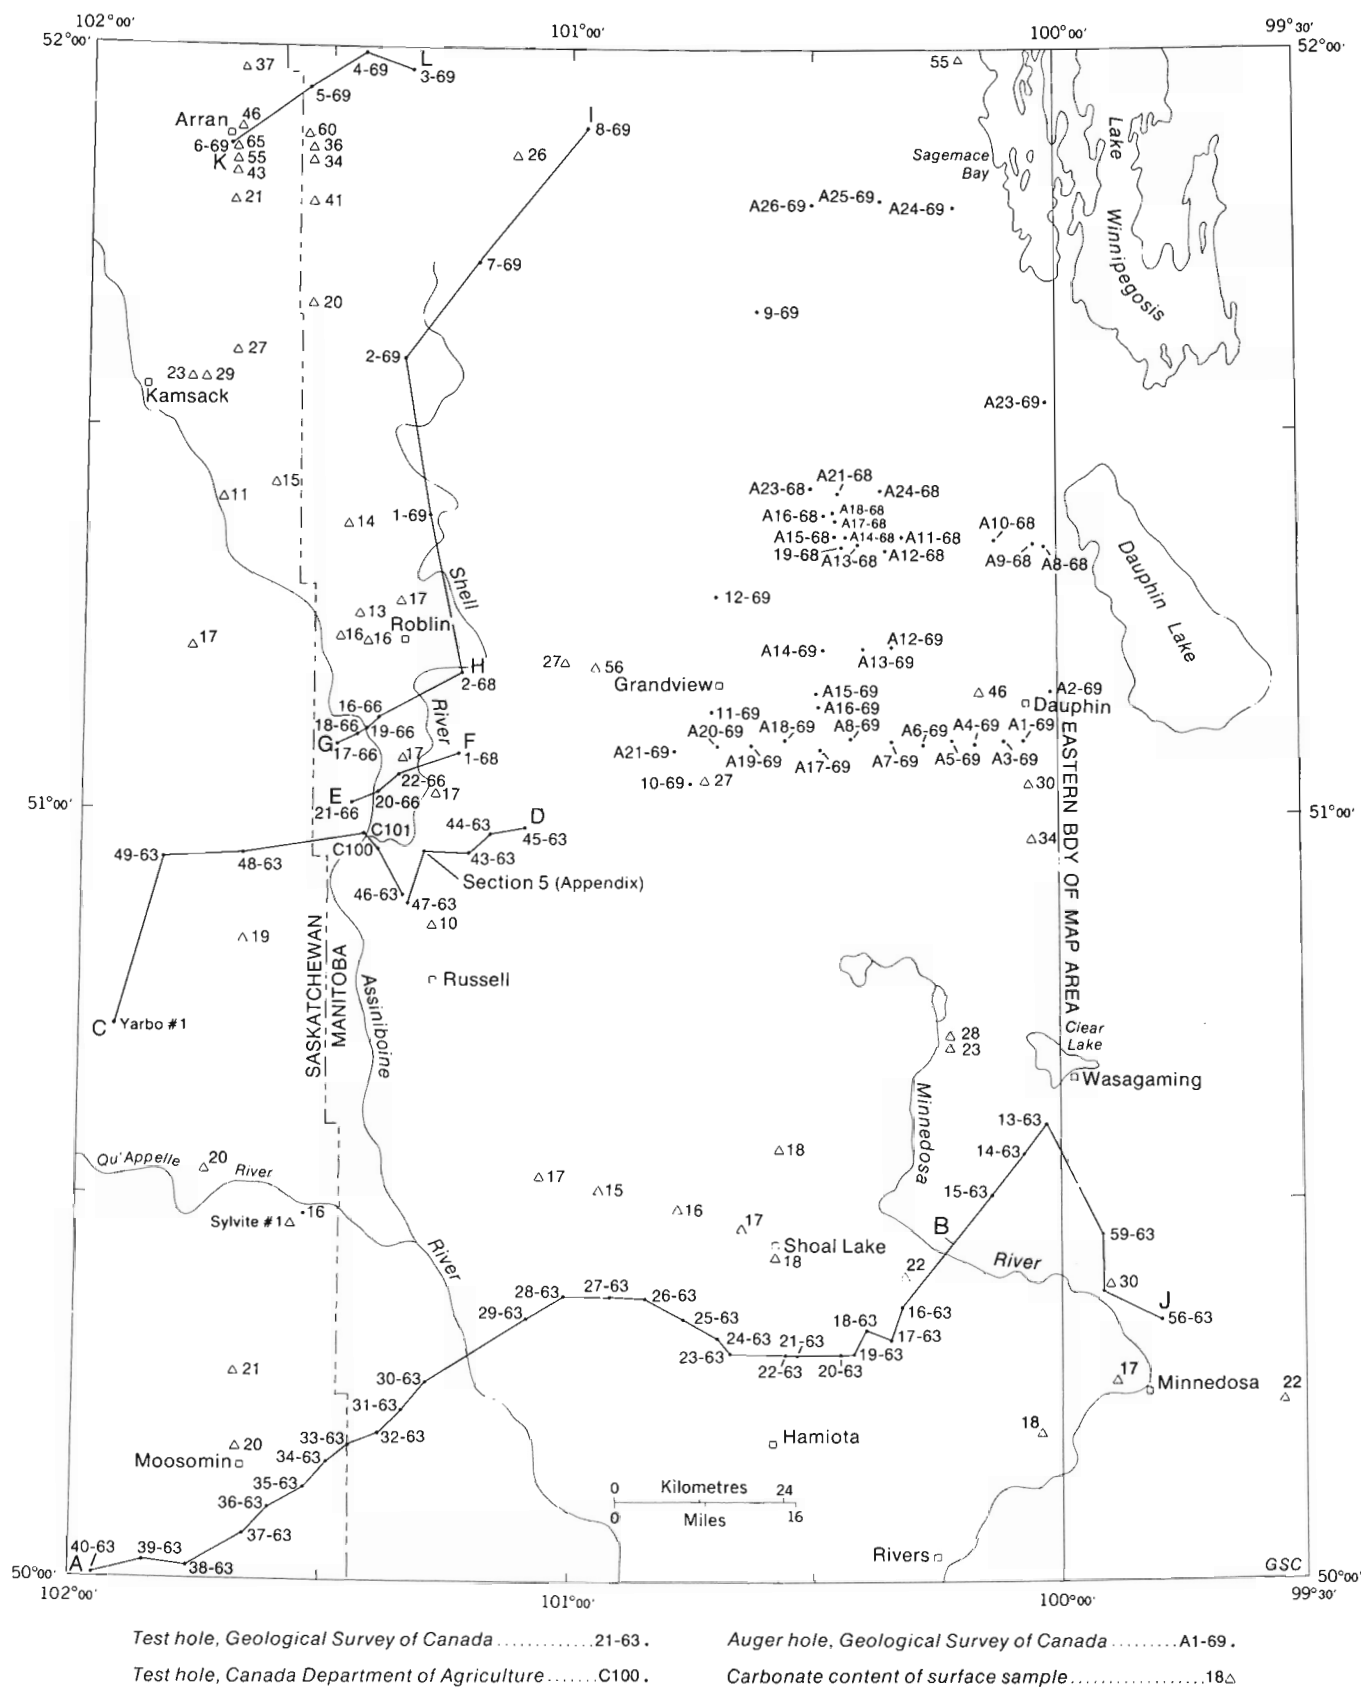 102°00'
101°00'
100°00'
99°30'
52°00'
52°00'
37
4-69
L
3-69
5-69
55
Arran
46
6-69
65
K
55
43
21
60
36
34
41
I
8-69
26
Sagemace
Bay
Lake
Winnipegosis
A26-69
A25-69
A24-69
7-69
20
9-69
27
2-69
23
29
Kamsack
A23-69
15
11
14
1-69
A21-68
A23-68
A24-68
A16-68
A18-68
A17-68
A15-68
A14-68
A11-68
19-68
A13-68
A12-68
A10-68
A9-68
A8-68
Dauphin Lake
Shell
12-69
17
13
16
16
Roblin
17
H
2-68
27
56
A14-69
A12-69
A13-69
Grandview
A15-69
46
A2-69
Dauphin
16-66
18-66
19-66
G
17-66
River
F
1-68
17
11-69
A16-69
A20-69
A18-69
A8-69
A6-69
A4-69
A1-69
A21-69
A19-69
A17-69
A7-69
A5-69
A3-69
22-66
10-69
27
30
E
20-66
17
21-66
51°00'
51°00'
C101
C100
44-63
D
45-63
34
49-63
48-63
43-63
Section 5 (Appendix)
46-63
47-63
10
19
Russell
EASTERN BDY OF MAP AREA
SASKATCHEWAN
MANITOBA
Assiniboine
C
Yarbo #1
28
23
Clear
Lake
Wasagaming
Minnedosa
13-63
14-63
15-63
Qu'Appelle
20
River
18
17
15
16
Sylvite #1
16
17
B
Shoal Lake
18
22
River
59-63
30
J
56-63
River
28-63
27-63
26-63
29-63
25-63
24-63
23-63
22-63
21-63
20-63
18-63
19-63
16-63
17-63
21
30-63
31-63
32-63
33-63
17
Minnedosa
22
18
20
Moosomin
34-63
35-63
36-63
37-63
Hamiota
0 Kilometres 24
0 Miles 16
40-63
A
39-63
38-63
Rivers
GSC
50°00'
50°00'
102°00'
101°00'
100°00'
99°30'
Test hole, Geological Survey of Canada .............21-63 .
Auger hole, Geological Survey of Canada .........A1-69 .
Test hole, Canada Department of Agriculture .......C100 .
Carbonate content of surface sample...................18△